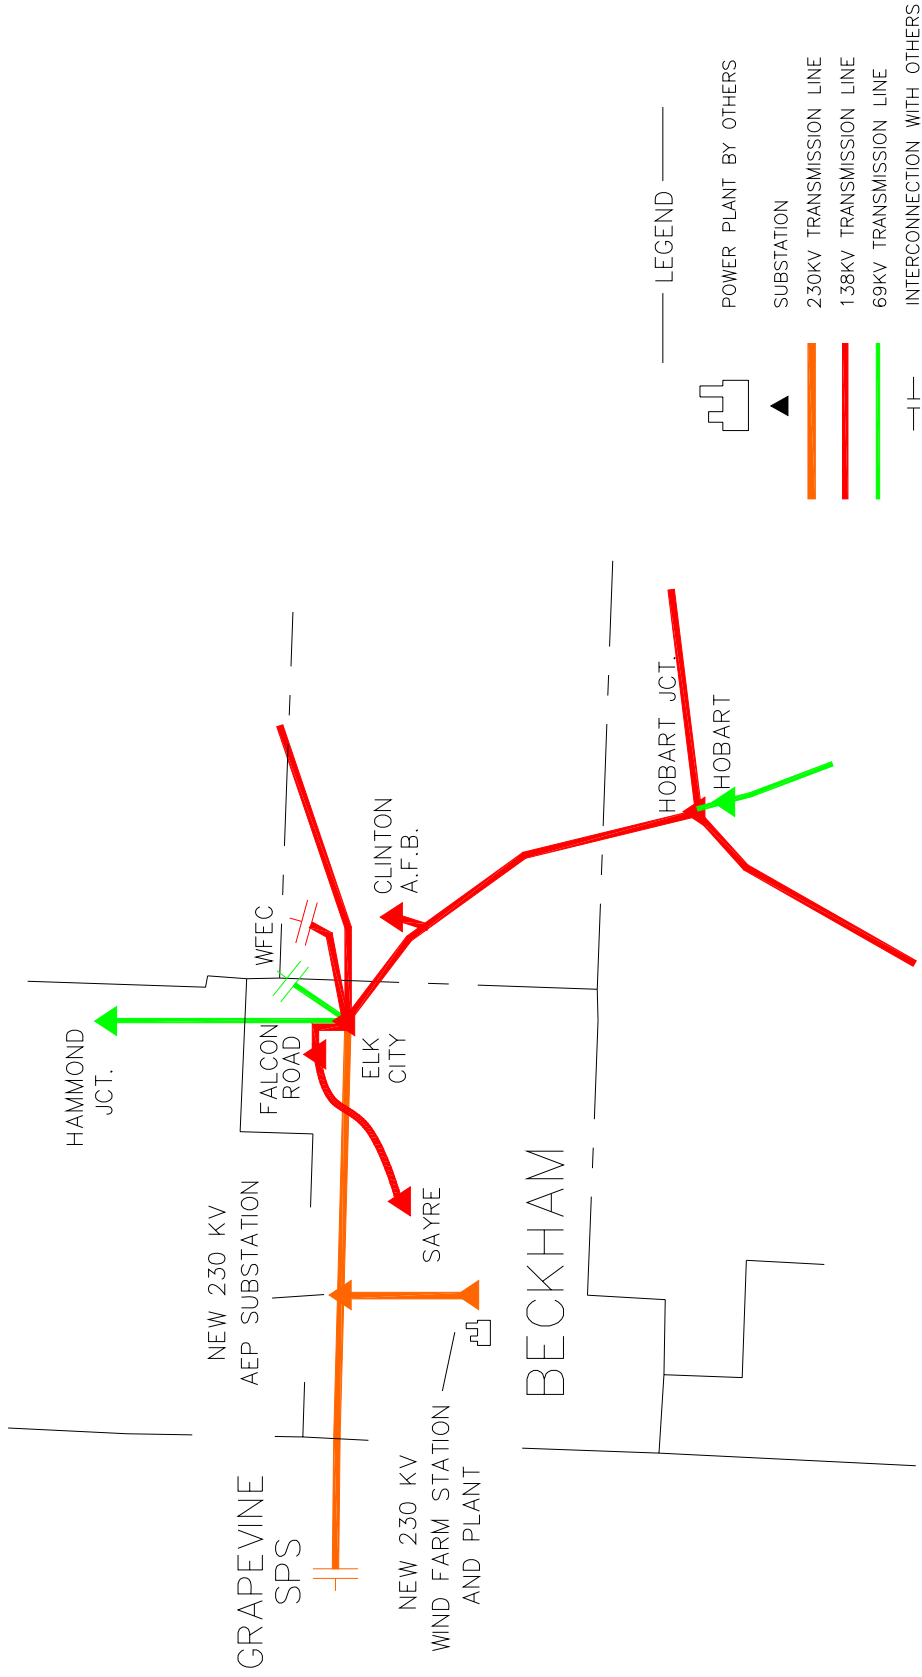 HAMMOND
JCT.
WFEC
FALCON
ROAD
ELK
CITY
CLINTON
A.F.B.
HOBART JCT.
HOBART
NEW 230 KV
AEP SUBSTATION
SAYRE
GRAPEVINE
SPS
NEW 230 KV
WIND FARM STATION
AND PLANT
BECKHAM
LEGEND
POWER PLANT BY OTHERS
SUBSTATION
230KV TRANSMISSION LINE
138KV TRANSMISSION LINE
69KV TRANSMISSION LINE
INTERCONNECTION WITH OTHERS